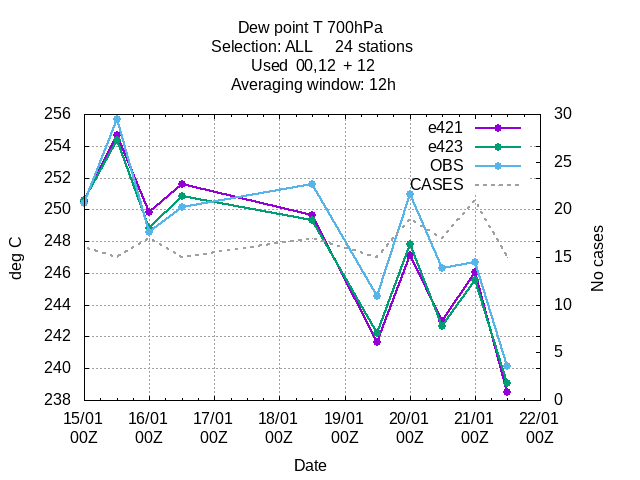 Dew point T 700hPa
Selection: ALL     24 stations
Used  00,12  + 12
Averaging window: 12h
256
254
252
250
248
246
244
242
240
238
deg C
30
25
20
15
10
5
0
No cases
e421
e423
OBS
CASES
15/01 16/01 17/01 18/01 19/01 20/01 21/01 22/01
00Z 00Z 00Z 00Z 00Z 00Z 00Z 00Z
Date